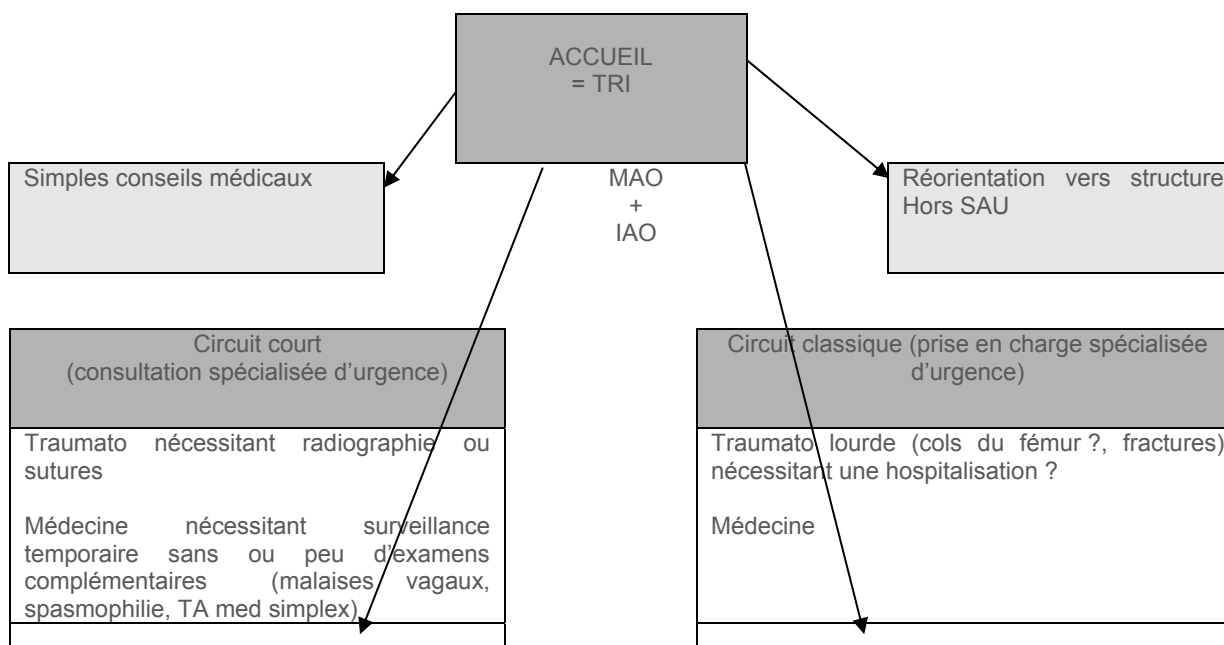 ACCUEIL
= TRI
Simples conseils médicaux
MAO
+
IAO
Réorientation vers structure
Hors SAU
Circuit court
(consultation spécialisée d'urgence)
Traumato nécessitant radiographie ou
sutures
Médecine nécessitant surveillance
temporaire sans ou peu d'examens
complémentaires (malaises vagaux,
spasmophilie, TA med simplex)
Circuit classique (prise en charge spécialisée
d'urgence)
Traumato lourde (cols du fémur ?, fractures)
nécessitant une hospitalisation ?
Médecine